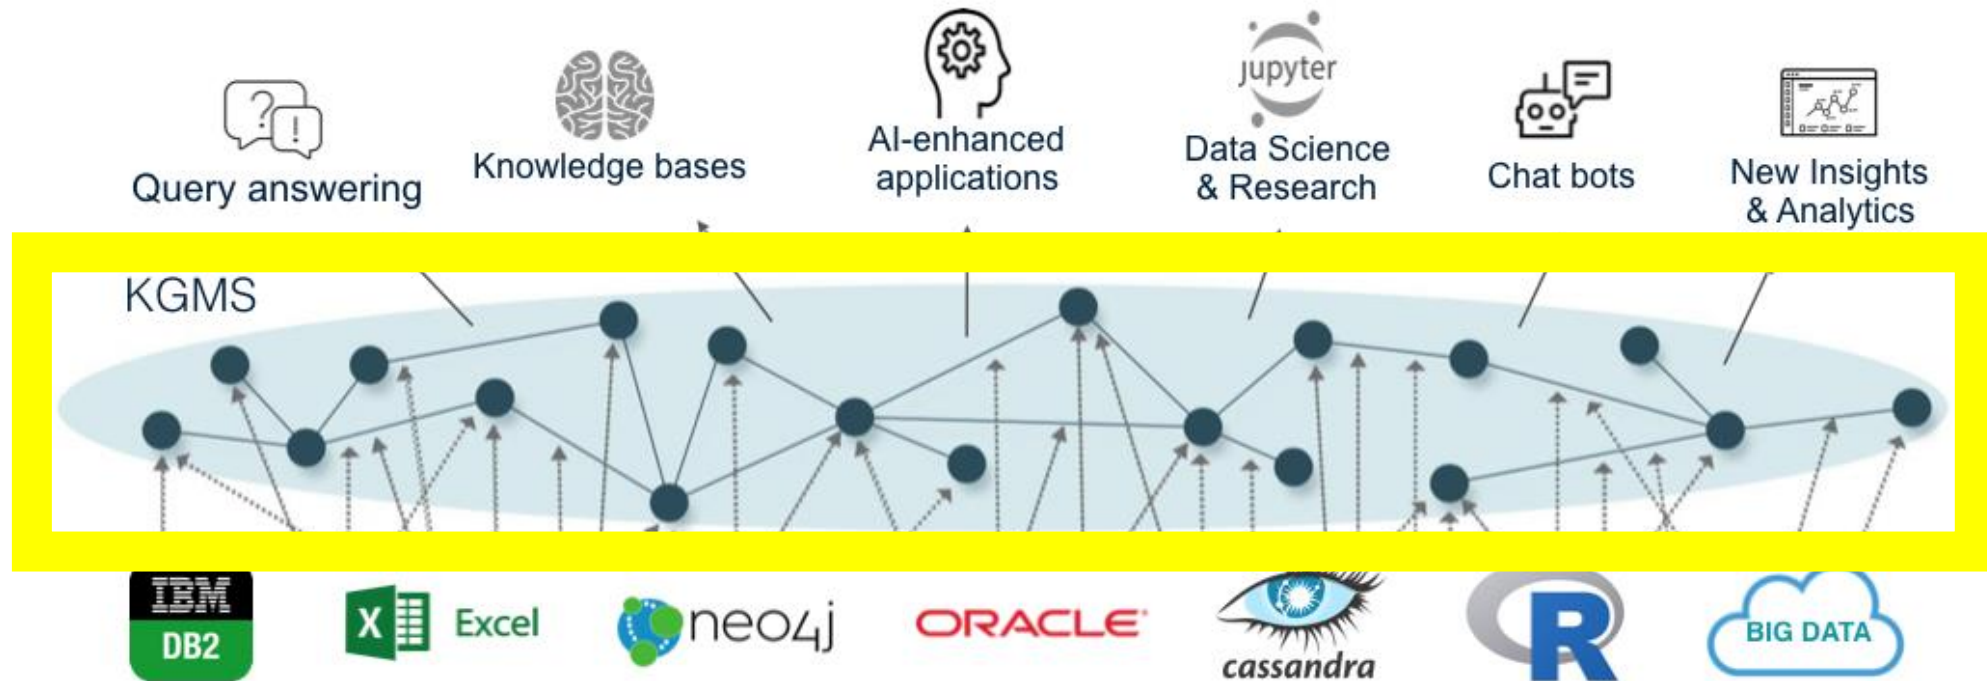 ? !
Query answering
Knowledge bases
AI-enhanced
applications
jupyter
Data Science
& Research
Chat bots
New Insights
& Analytics
KGMS
IBM
DB2
X Excel
neo4j
ORACLE
cassandra
R
BIG DATA